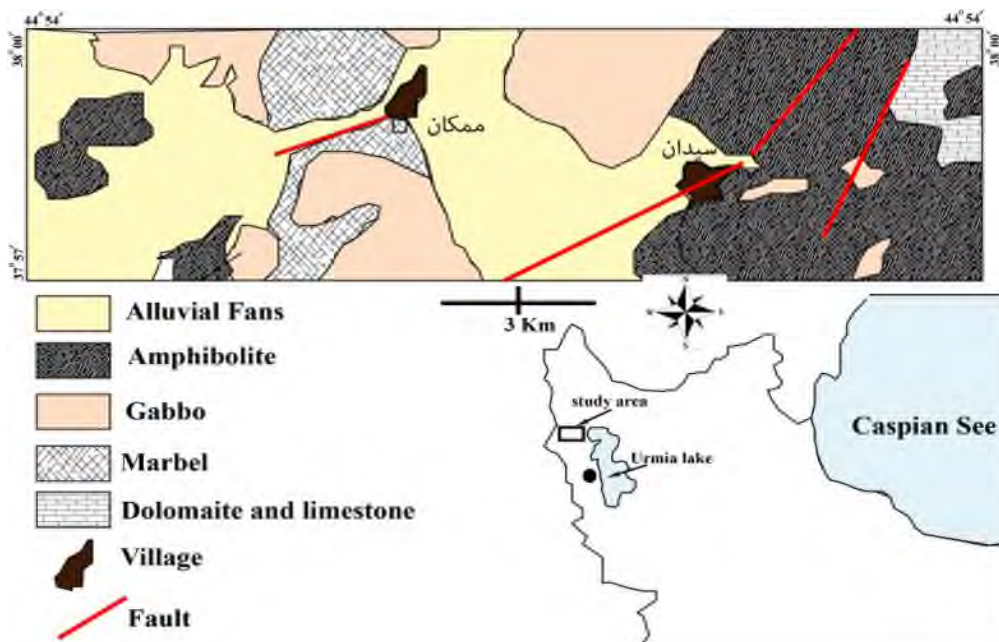 44° 54′
44° 54′
38° 00′
38° 00′
ممکان
سیدان
37° 57′
Alluvial Fans
Amphibolite
Gabbo
Marbel
Dolomaite and limestone
Village
Fault
3 Km
N
W
E
S
study area
Urmia lake
Caspian See